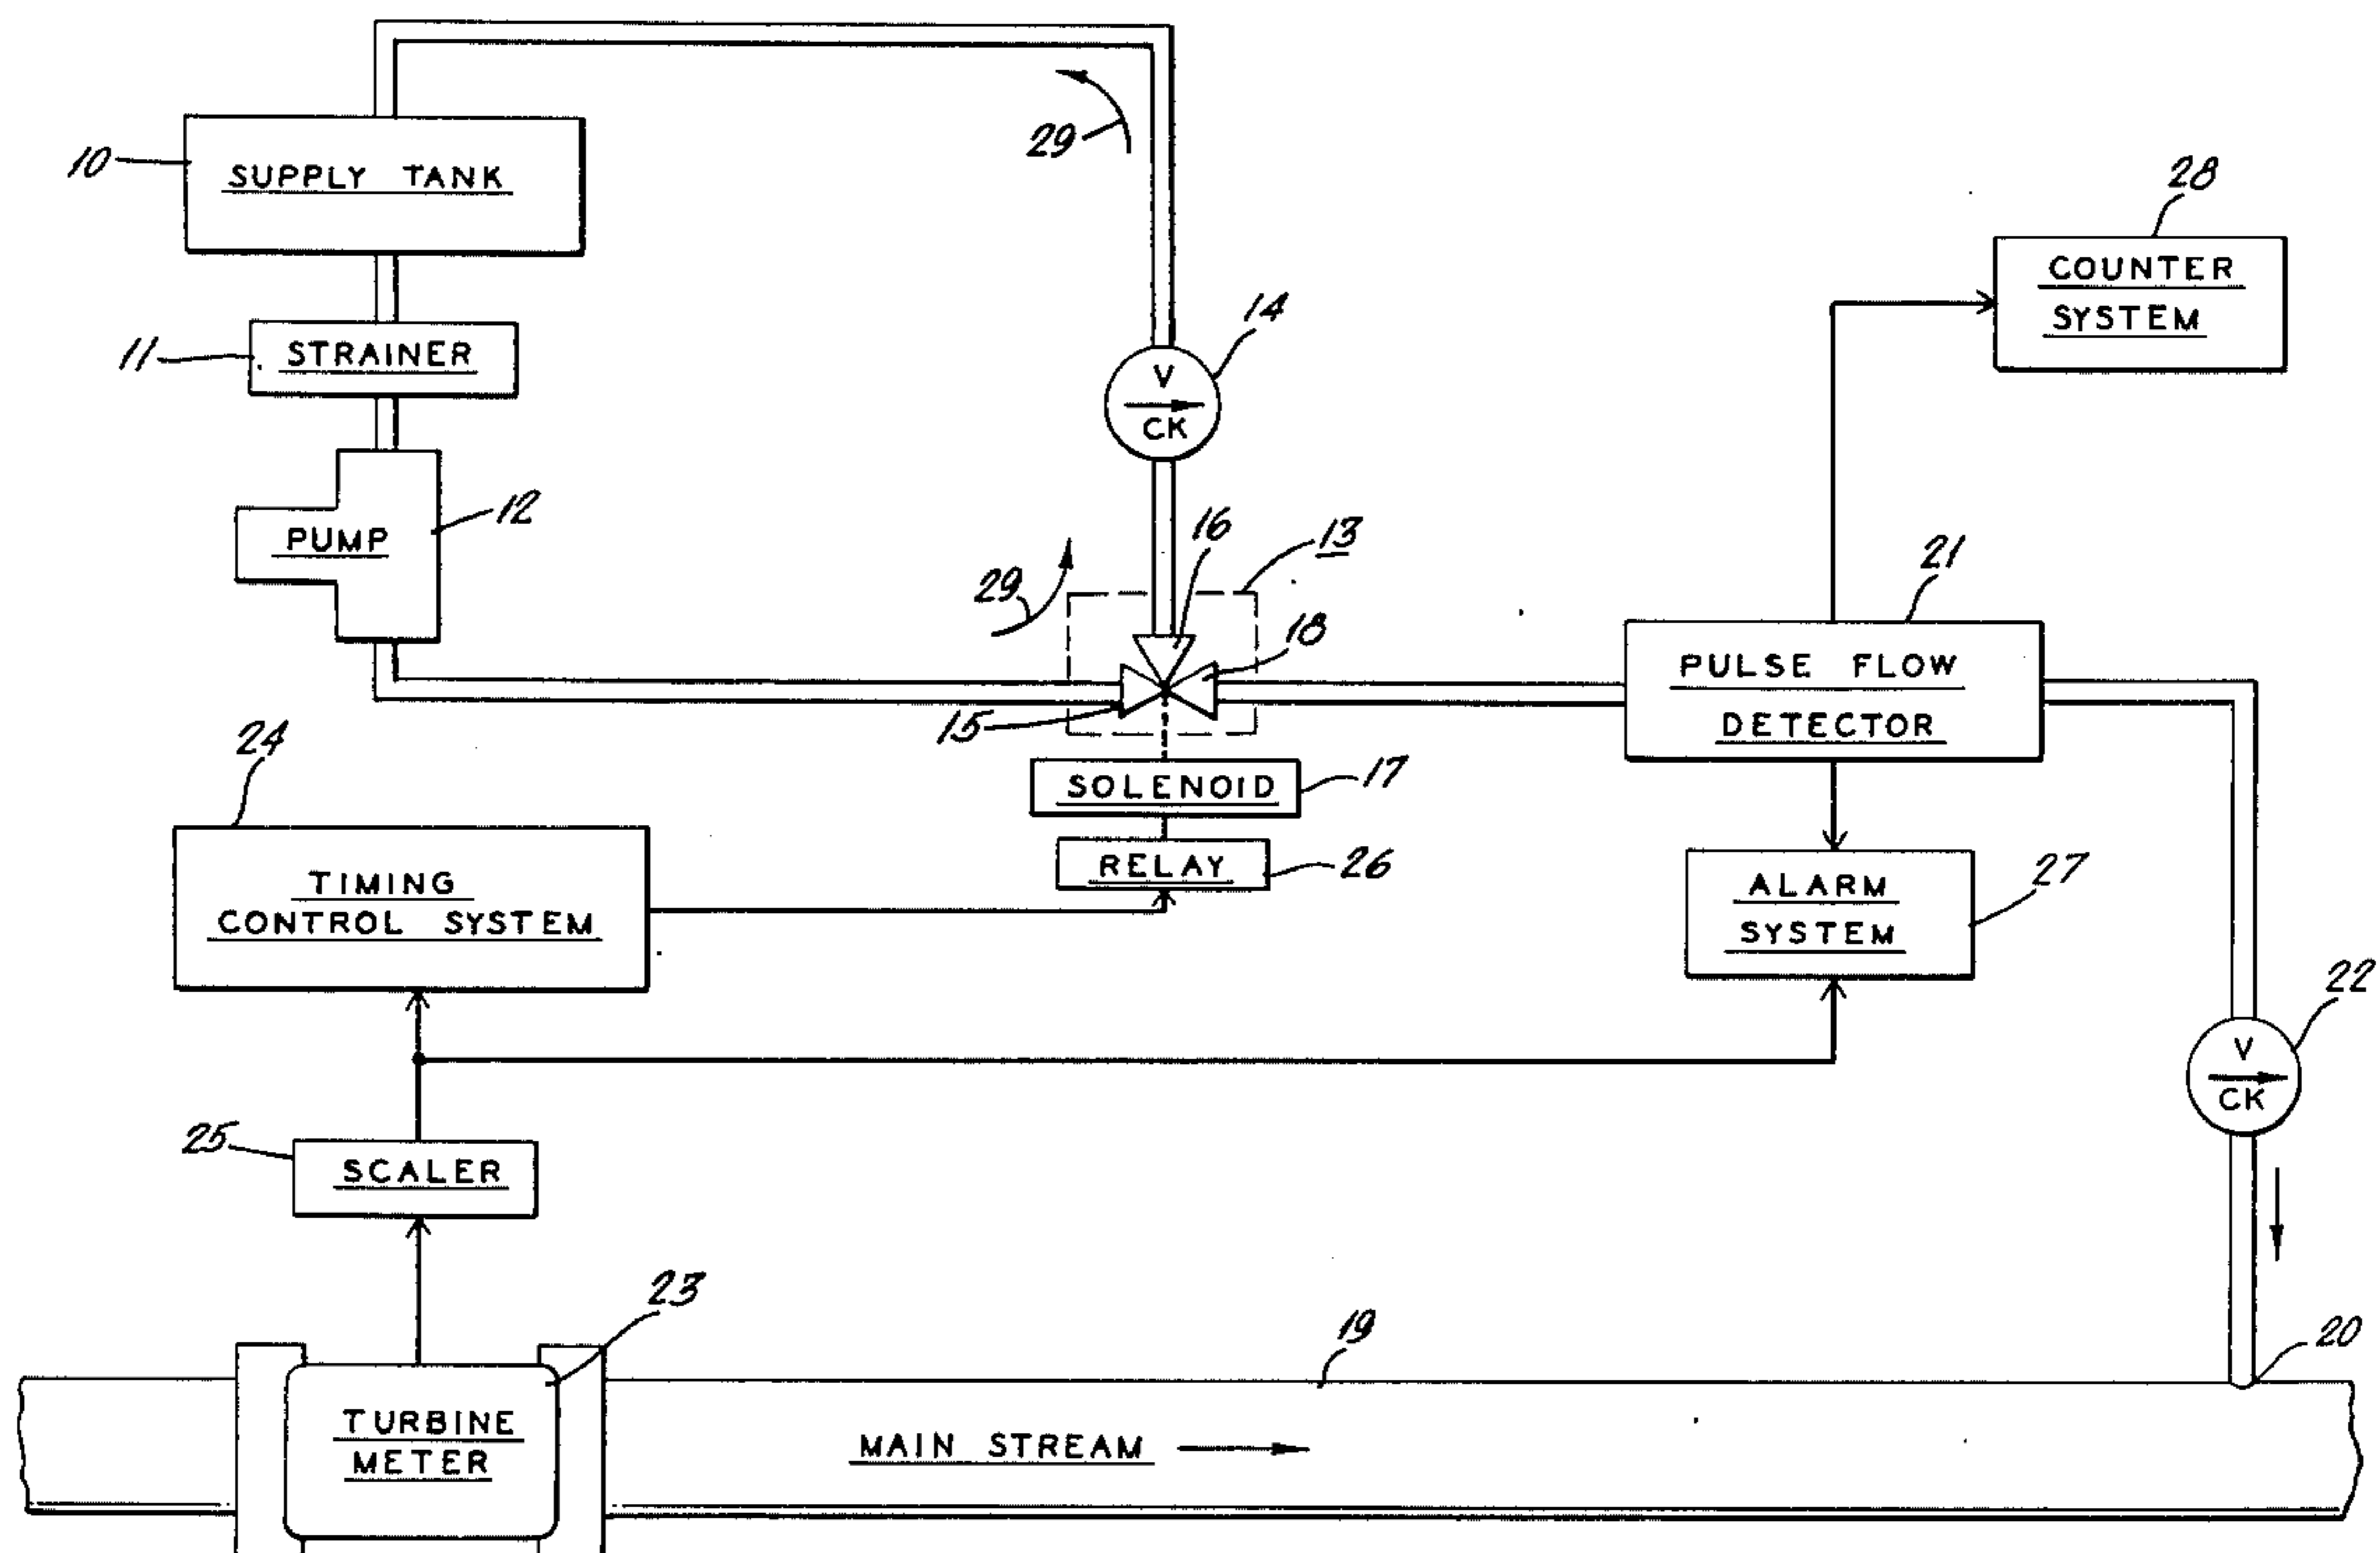 29
10
SUPPLY TANK
28
COUNTER
SYSTEM
14
11
STRAINER
V
CK
12
PUMP
16
13
29
21
18
PULSE FLOW
DETECTOR
15
24
SOLENOID
17
TIMING
CONTROL SYSTEM
RELAY
26
ALARM
SYSTEM
27
22
V
CK
25
SCALER
23
19
20
TURBINE
METER
MAIN STREAM